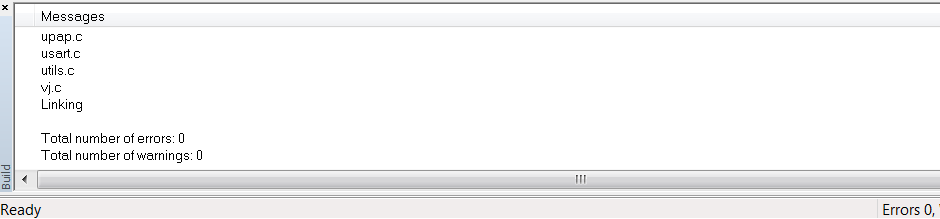 Messages
upap.c
usart.c
utils.c
vj.c
Linking
Total number of errors: 0
Total number of warnings: 0
Build
Ready
Errors 0,